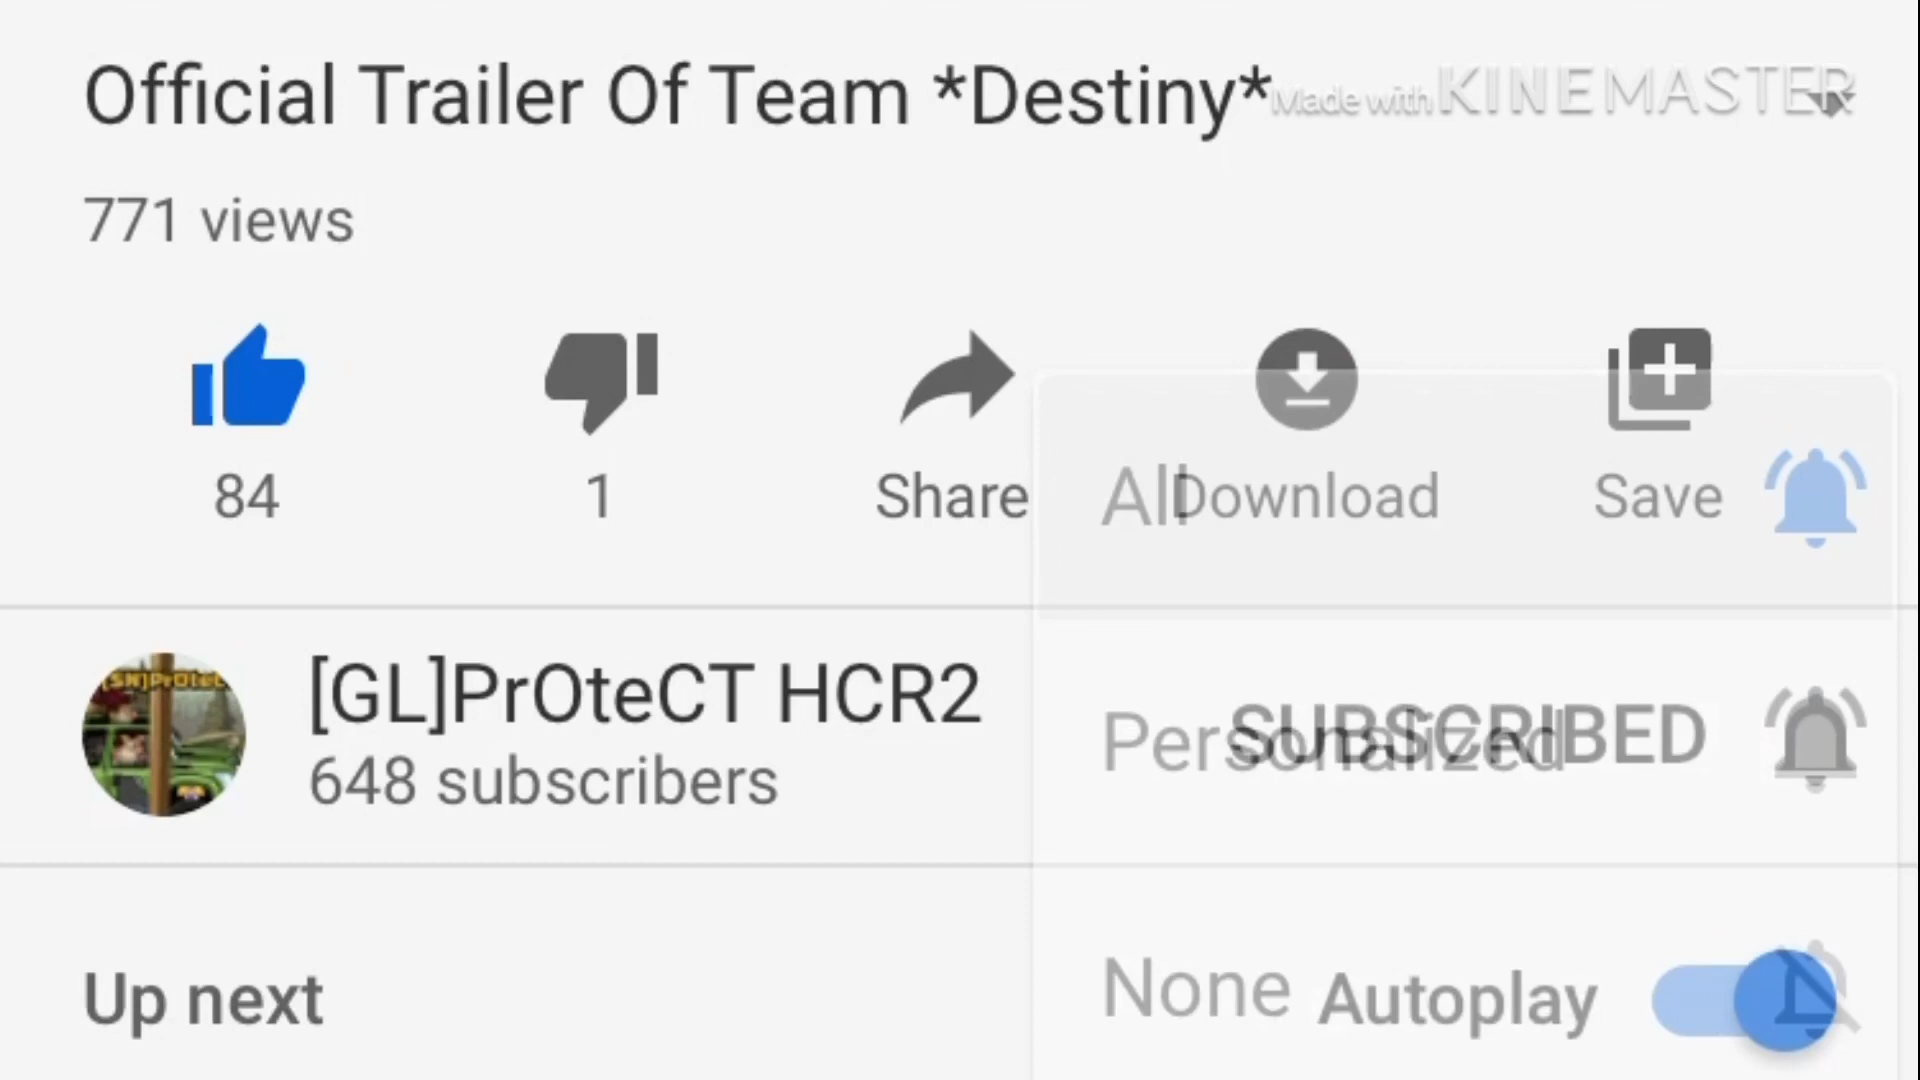 Official Trailer Of Team *Destiny*
Made with KINEMASTER
771 views
84
1
Share
Download
Save
All
[GL]PrOteCT HCR2
648 subscribers
SUBSCRIBED
Personalized
Up next
None
Autoplay